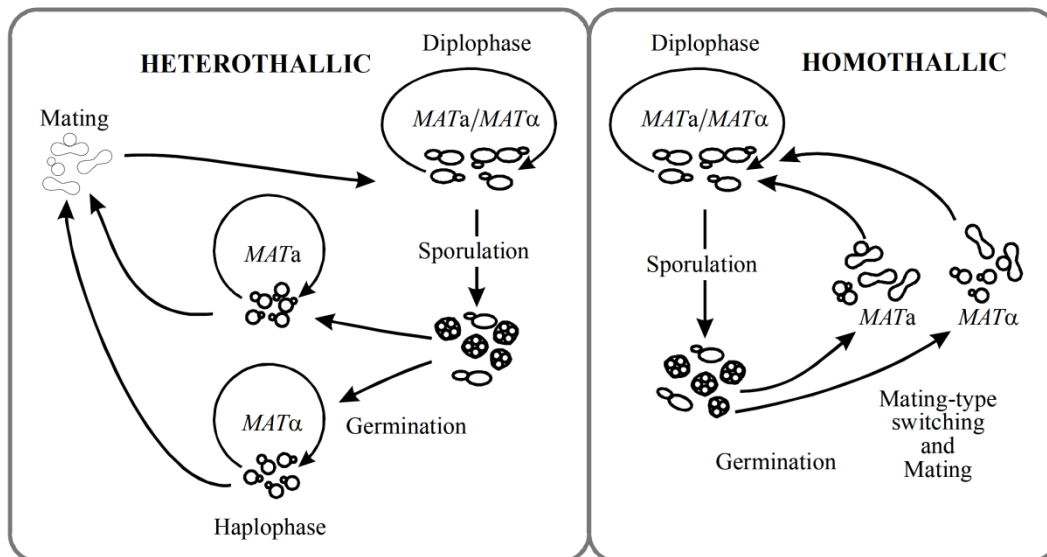 HETEROTHALLIC
Diplophase
MATa/MATα
Mating
Sporulation
MATa
MATα
Germination
Haplophase
HOMOTHALLIC
Diplophase
MATa/MATα
Sporulation
MATa
MATα
Mating-type
switching
and
Mating
Germination